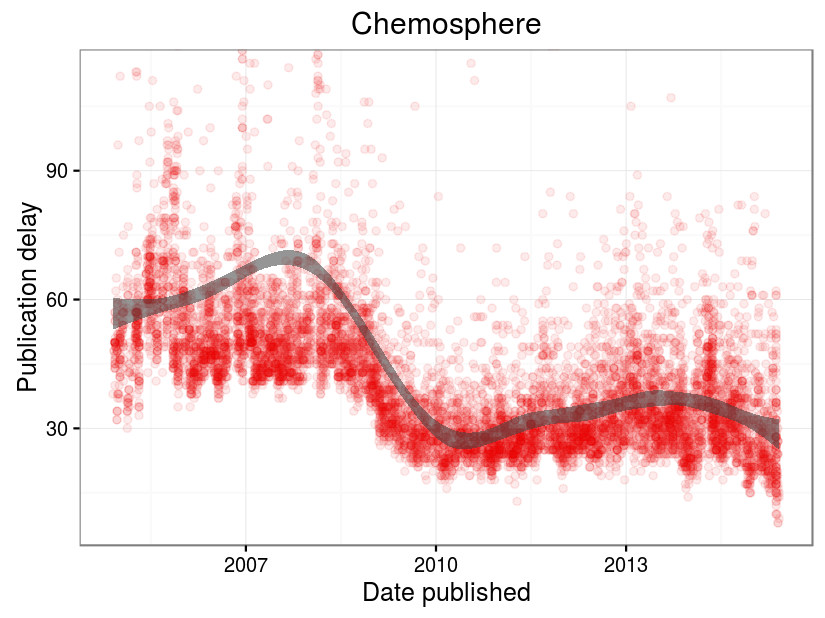 Chemosphere
Publication delay
90
60
30
2007
2010
2013
Date published